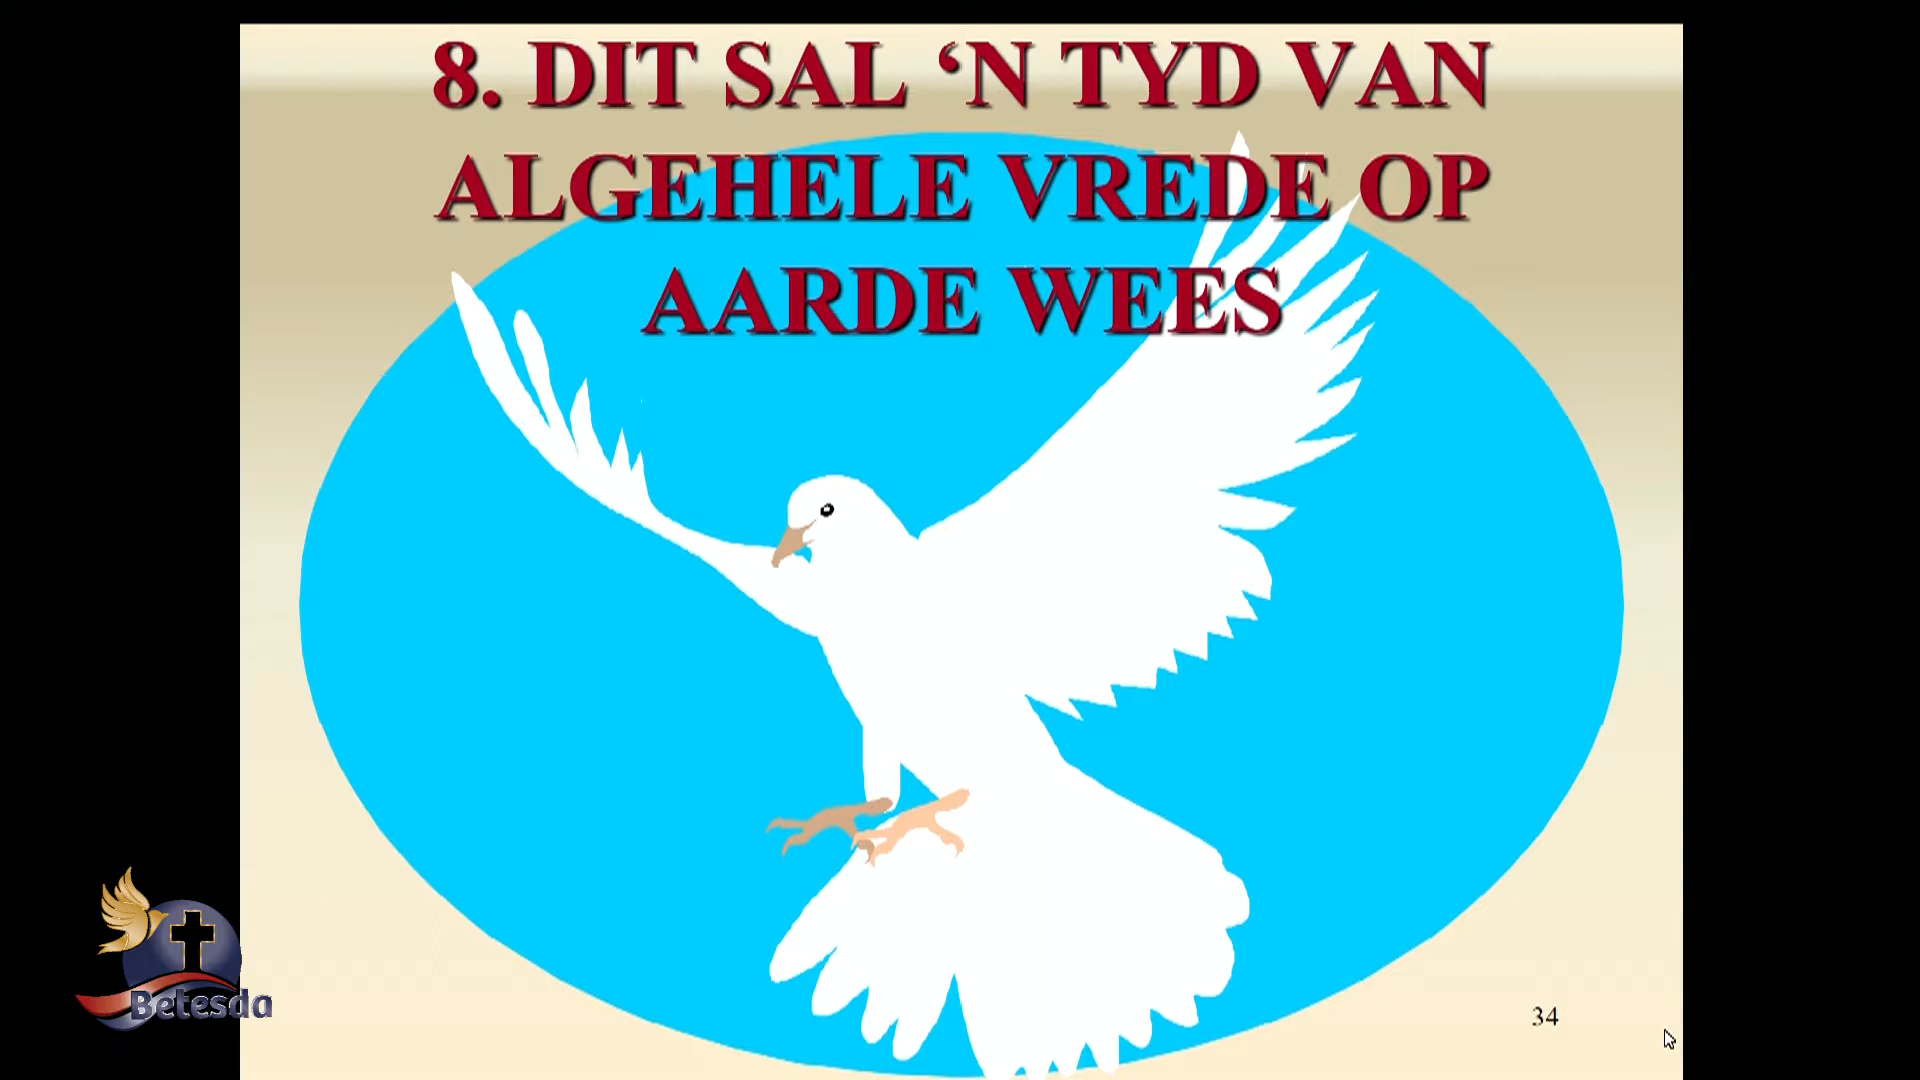 8. DIT SAL ‘N TYD VAN
ALGEHELE VREDE OP
AARDE WEES
Betesda
34